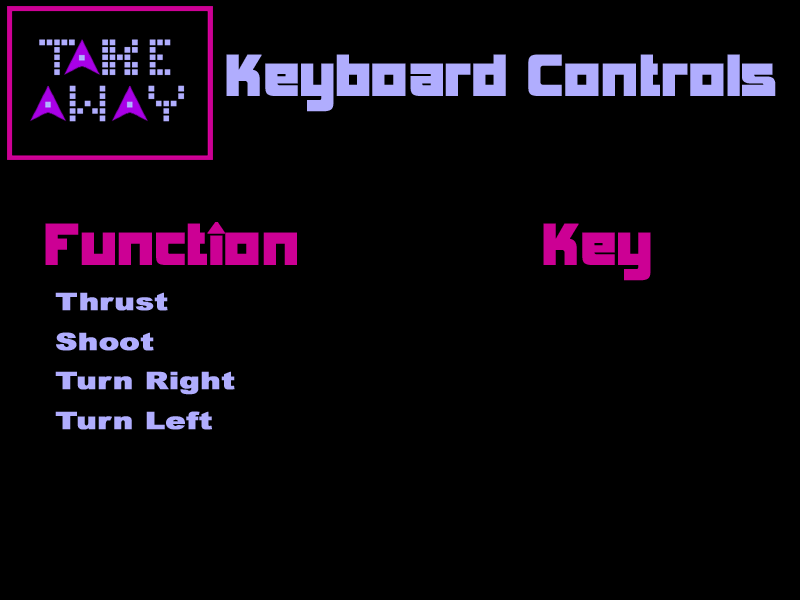 TAKE
AWAY
Keyboard Controls
Function
Key
Thrust
Shoot
Turn Right
Turn Left